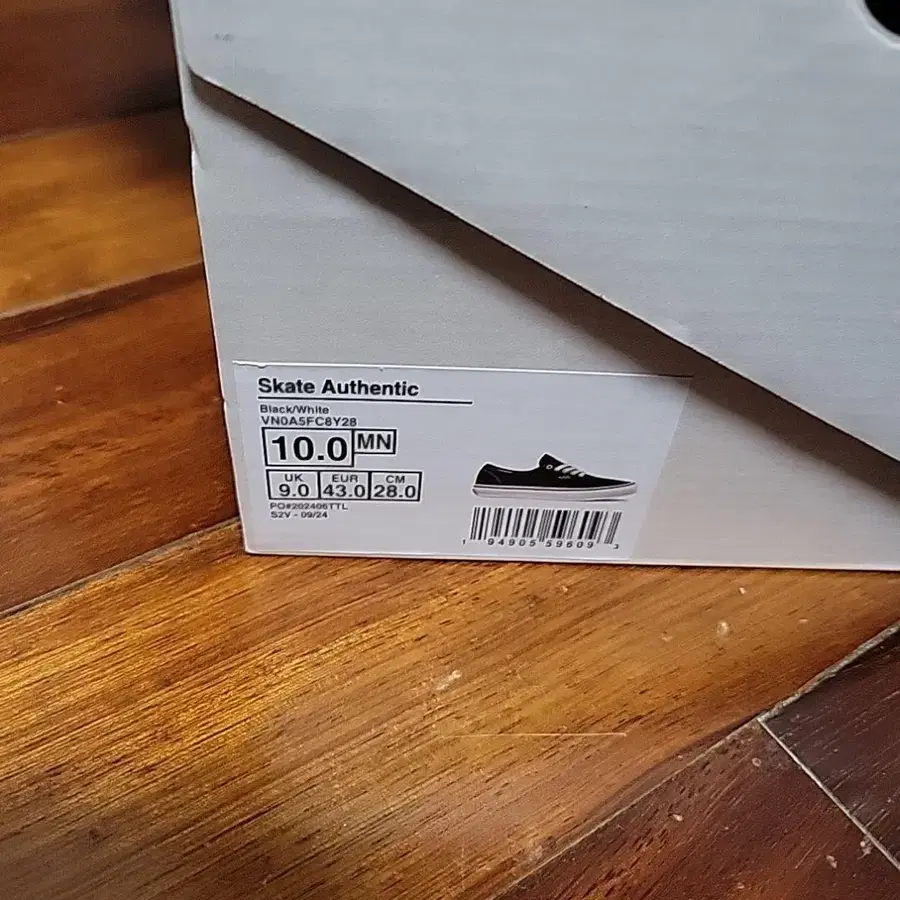 Skate Authentic
Black/White
VN0A5FC8Y28
10.0 MN
UK EUR CM
9.0 43.0 28.0
PO#202406TTL
S2V - 09/24
1 94905 59609 3